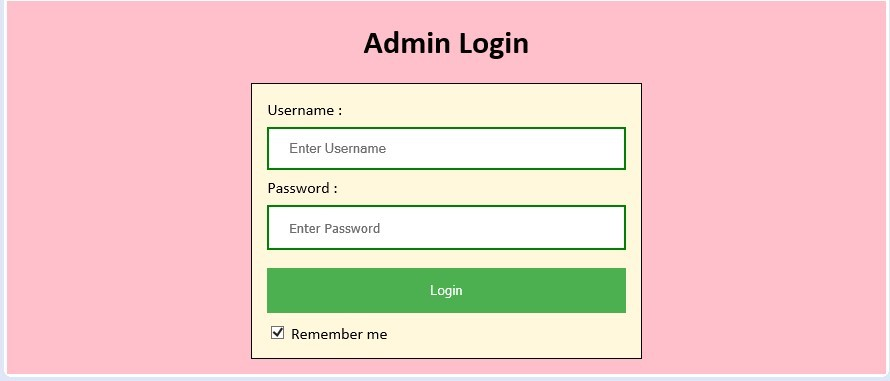 Admin Login
Username :
Enter Username
Password :
Enter Password
Login
Remember me